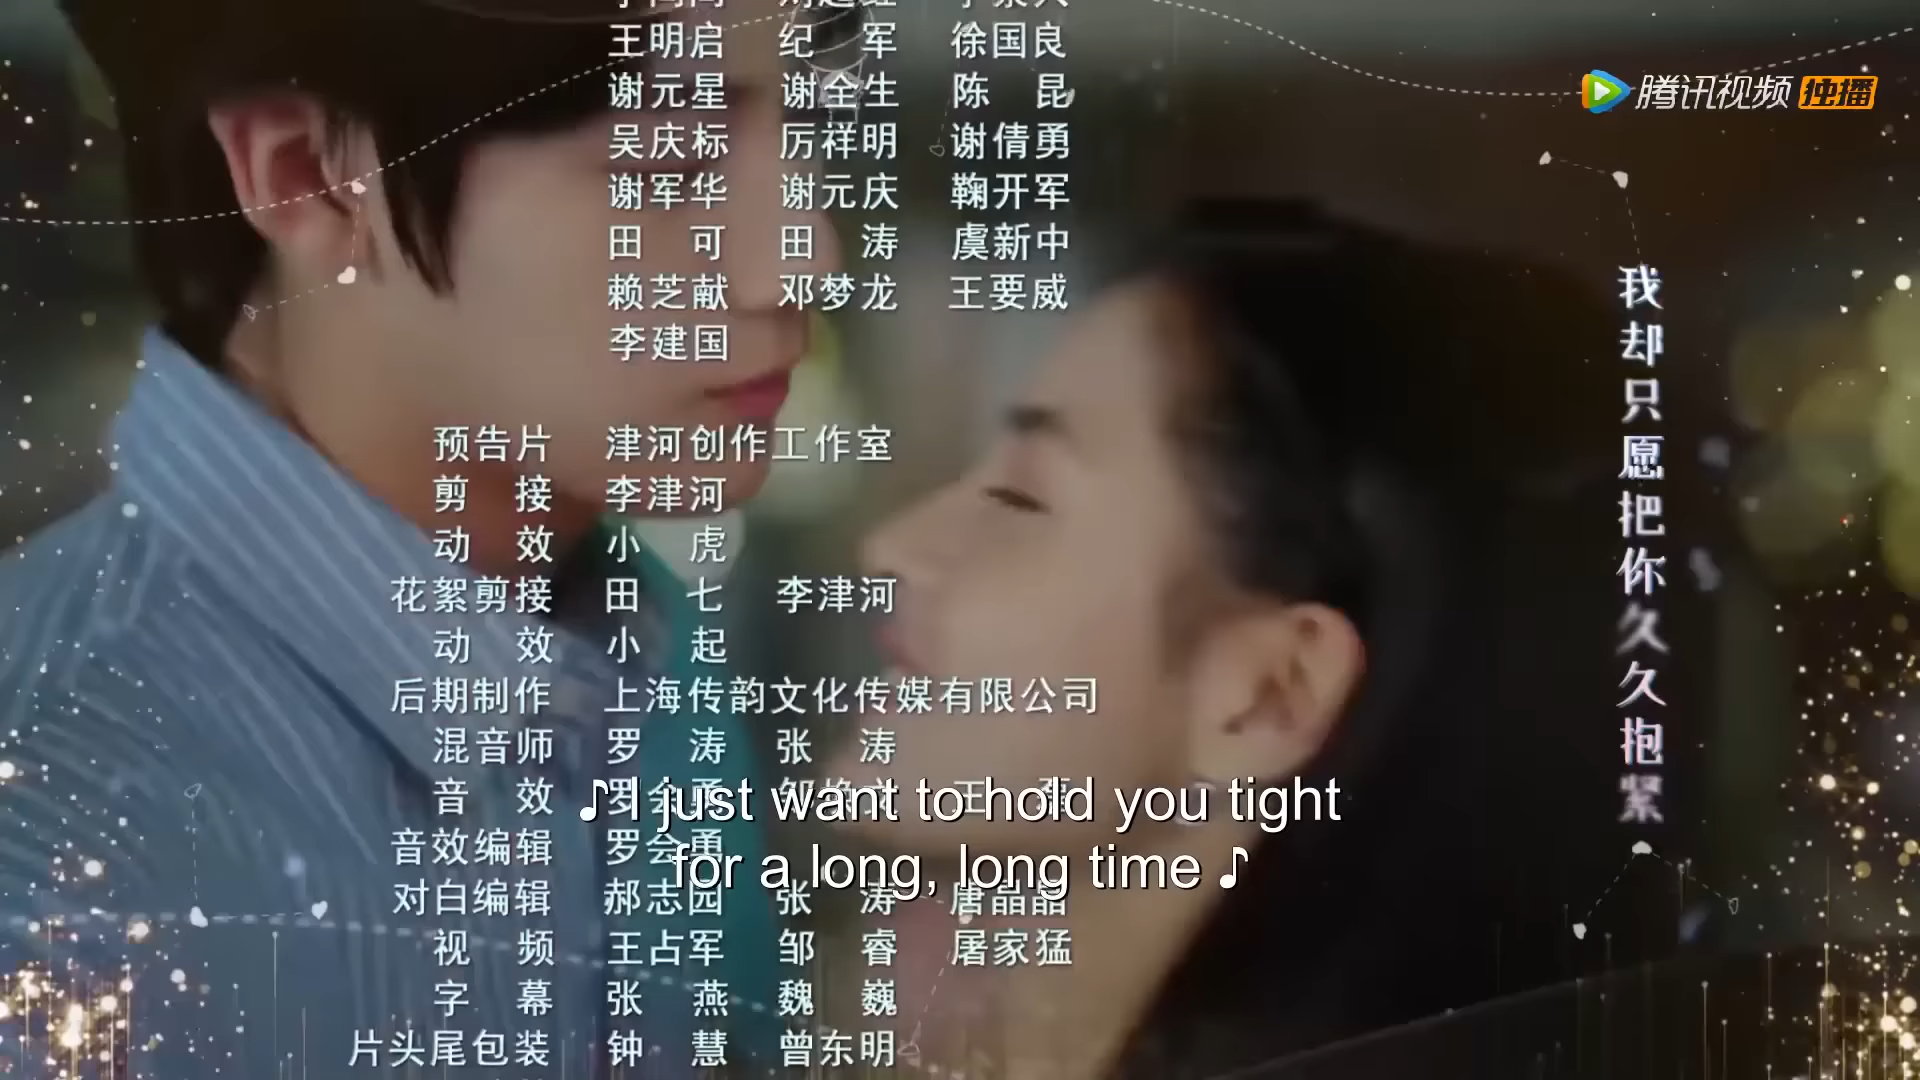 王明启 纪 军 徐国良
谢元星 谢全生 陈 昆
吴庆标 厉祥明 谢倩勇
谢军华 谢元庆 鞠开军
田 可 田 涛 虞新中
赖芝献 邓梦龙 王要威
李建国
预告片 津河创作工作室
剪 接 李津河
动 效 小 虎
花絮剪接 田 七 李津河
动 效 小 起
后期制作 上海传韵文化传媒有限公司
混音师 罗 涛 张 涛
音 效 罗会勇 王 磊
♪ I just want to hold you tight
音效编辑 罗会勇
for a long, long time ♪
对白编辑 郝志园 张 涛 唐晶晶
视 频 王占军 邹 睿 屠家猛
字 幕 张 燕 魏 巍
片头尾包装 钟 慧 曾东明
腾讯视频 独播
我却只愿把你久久抱紧